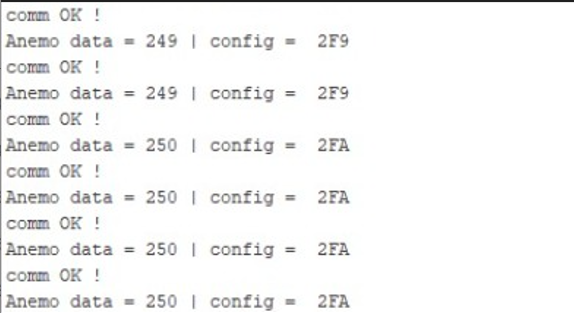 comm OK !
Anemo data = 249 | config =  2F9
comm OK !
Anemo data = 249 | config =  2F9
comm OK !
Anemo data = 250 | config =  2FA
comm OK !
Anemo data = 250 | config =  2FA
comm OK !
Anemo data = 250 | config =  2FA
comm OK !
Anemo data = 250 | config =  2FA